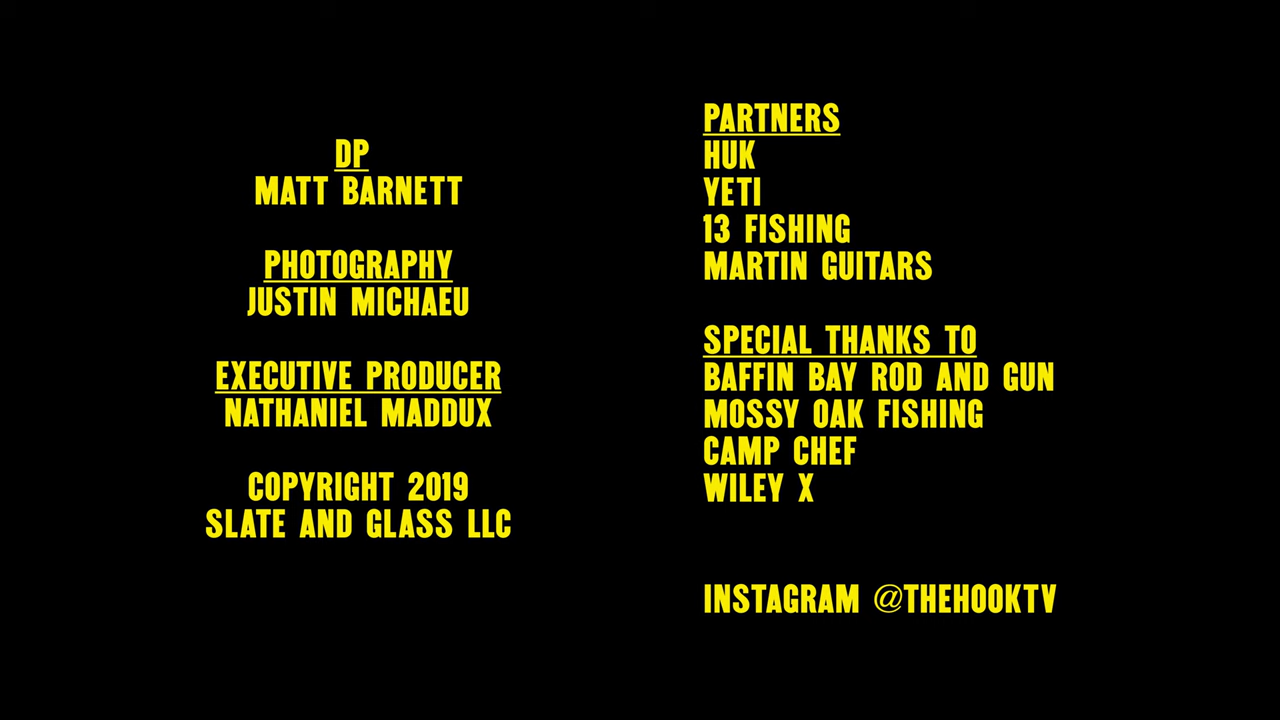 DP
MATT BARNETT
PHOTOGRAPHY
JUSTIN MICHAEU
EXECUTIVE PRODUCER
NATHANIEL MADDUX
COPYRIGHT 2019
SLATE AND GLASS LLC
PARTNERS
HUK
YETI
13 FISHING
MARTIN GUITARS
SPECIAL THANKS TO
BAFFIN BAY ROD AND GUN
MOSSY OAK FISHING
CAMP CHEF
WILEY X
INSTAGRAM @THEHOOKTV